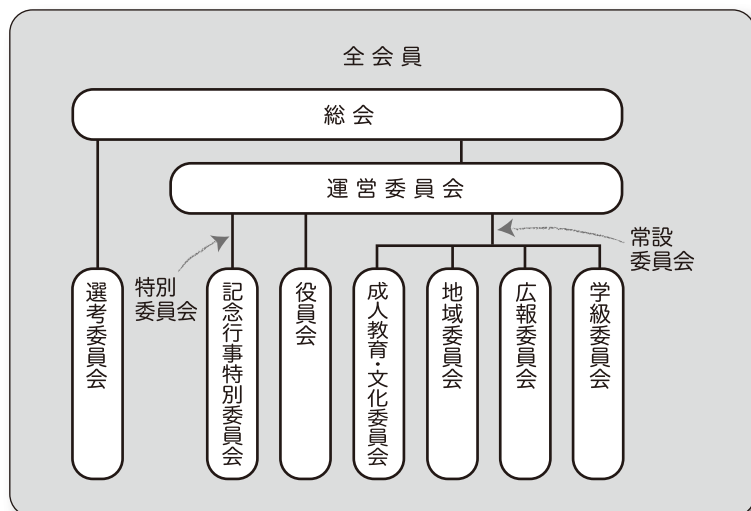 全会員
総会
運営委員会
常設
委員会
特別
委員会
選考委員会
記念行事特別委員会
役員会
成人教育・文化委員会
地域委員会
広報委員会
学級委員会